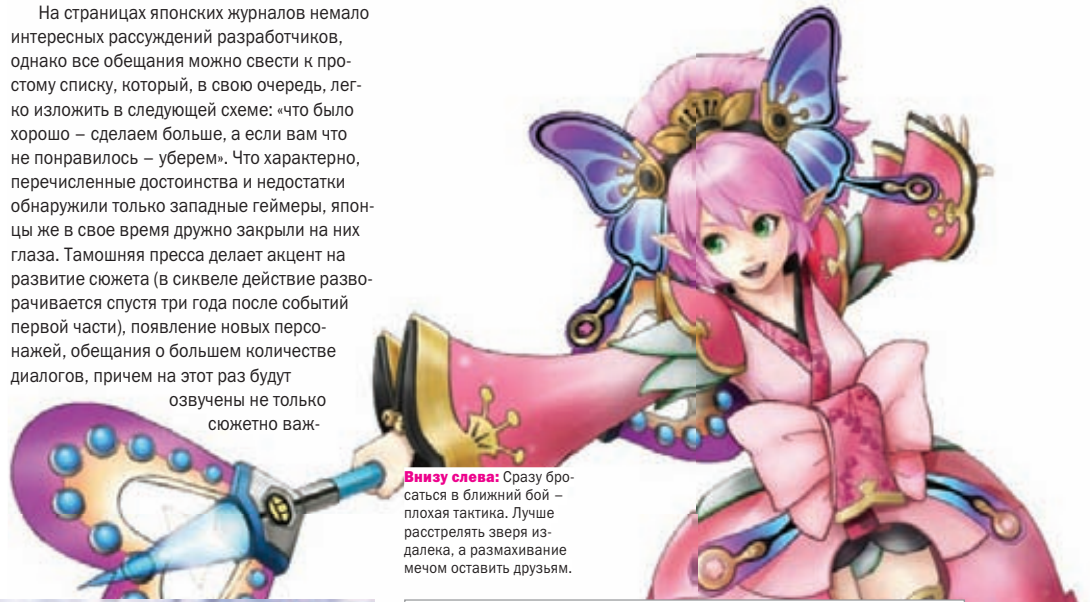 На страницах японских журналов немало
интересных рассуждений разработчиков,
однако все обещания можно свести к про-
стому списку, который, в свою очередь, лег-
ко изложить в следующей схеме: «что было
хорошо – сделаем больше, а если вам что
не понравилось – уберем». Что характерно,
перечисленные достоинства и недостатки
обнаружили только западные геймеры, япон-
цы же в свое время дружно закрыли на них
глаза. Тамошняя пресса делает акцент на
развитие сюжета (в сиквеле действие разво-
рачивается спустя три года после событий
первой части), появление новых персо-
нажей, обещания о большем количестве
диалогов, причем на этот раз будут
озвучены не только
сюжетно важ-
Внизу слева: Сразу бро-
саться в ближний бой –
плохая тактика. Лучше
расстрелять зверя из-
далека, а размахивание
мечом оставить друзьям.